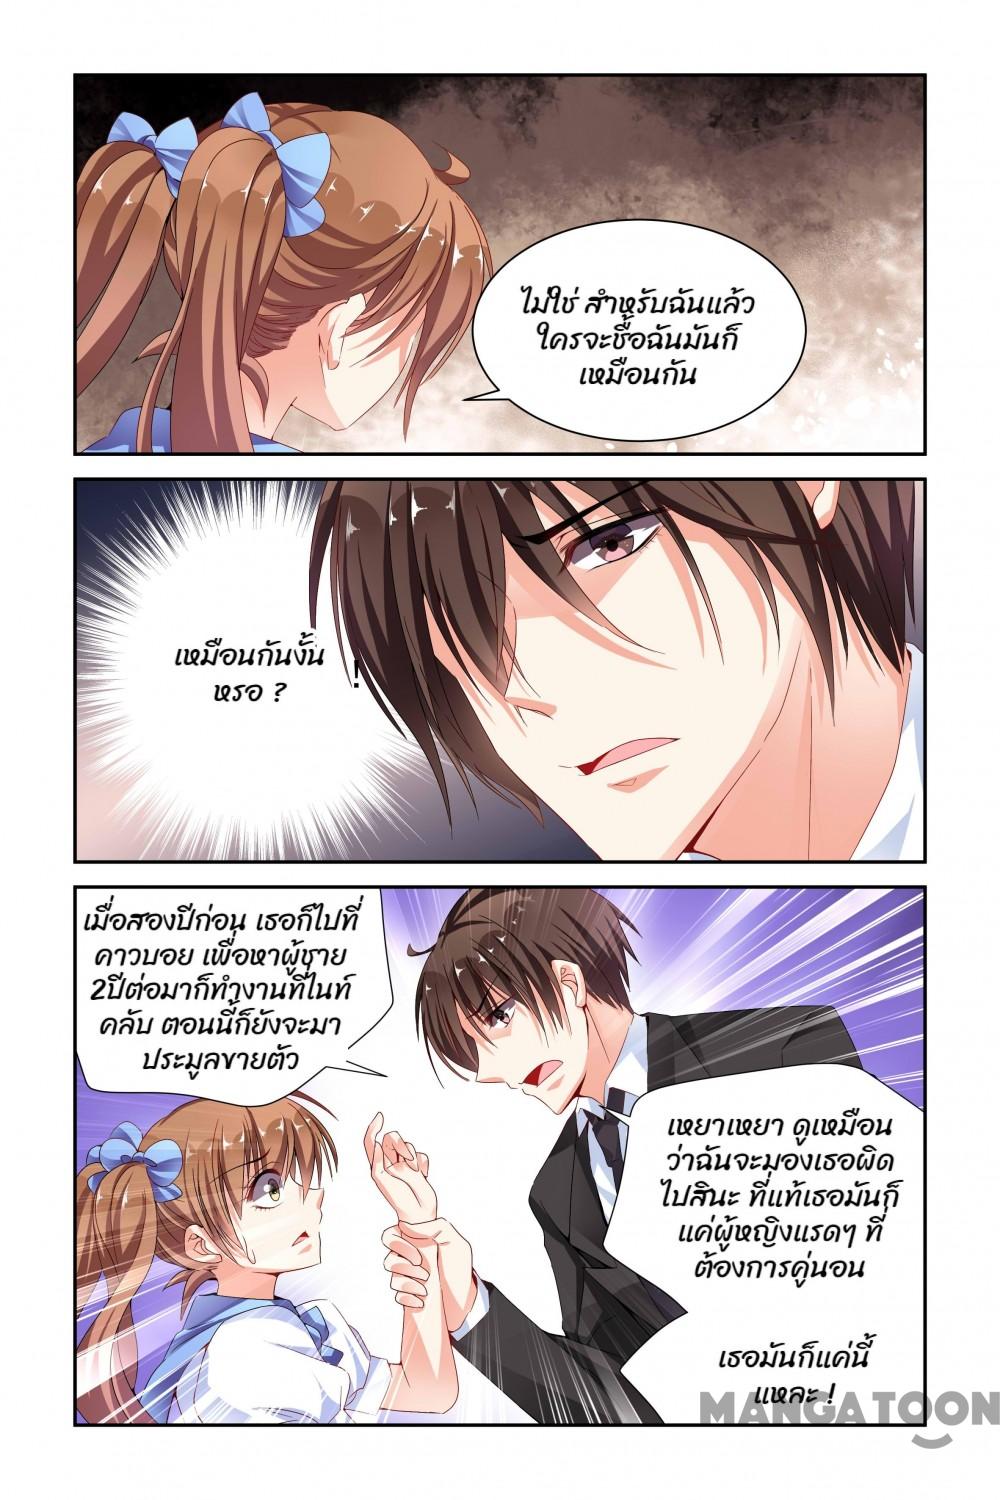 ไม่ใช่ สำหรับฉันแล้ว
ใครจะซื้อฉันมันก็
เหมือนกัน
เหมือนกันงั้น
หรอ ?
!
เมื่อสองปีก่อน เธอก็ไปที่
คาวบอย เพื่อหาผู้ชาย
2ปีต่อมาก็ทำงานที่ไนท์
คลับ ตอนนี้ก็ยังจะมา
ประมูลขายตัว
เหยาเหยา ดูเหมือน
ว่าฉันจะมองเธอผิด
ไปสินะ ที่แท้เธอมันก็
แค่ผู้หญิงแรดๆ ที่
ต้องการคู่นอน
เธอมันก็แค่นี้
แหละ !
MANGATOON